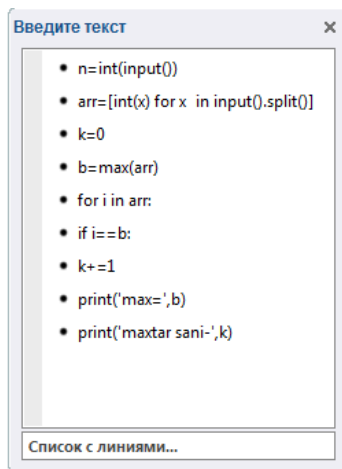 Введите текст
• n=int(input())
• arr=[int(x) for x  in input().split()]
• k=0
• b=max(arr)
• for i in arr:
• if i==b:
• k+=1
• print('max=',b)
• print('maxtar sani-',k)
Список с линиями...